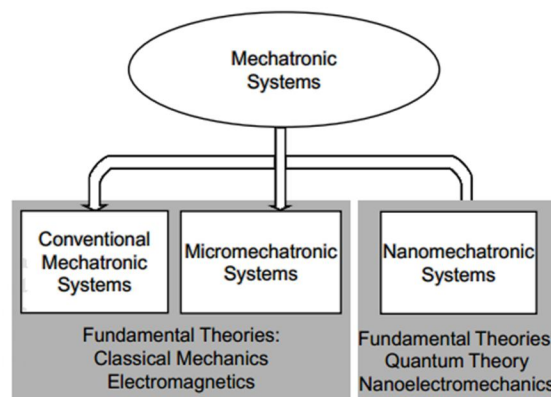 Mechatronic
Systems
Conventional
Mechatronic
Systems
Micromechatronic
Systems
Nanomechatronic
Systems
Fundamental Theories:
Classical Mechanics
Electromagnetics
Fundamental Theories
Quantum Theory
Nanoelectromechanics